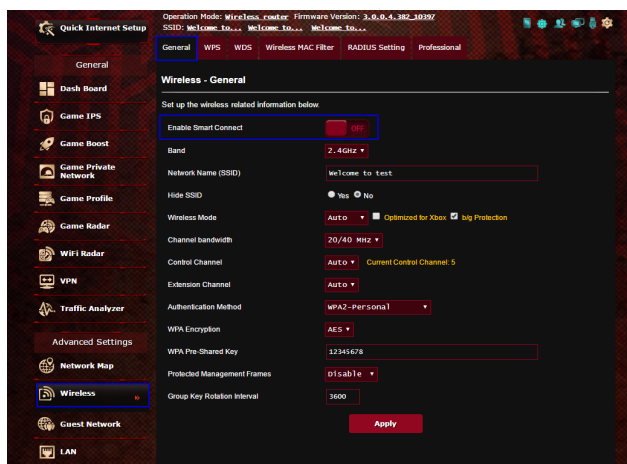 Quick Internet Setup
Operation Mode: Wireless router Firmware Version: 3.0.0.4.382_10397
SSID: Welcome to... Welcome to... Welcome to...
General WPS WDS Wireless MAC Filter RADIUS Setting Professional
General
Dash Board
Game IPS
Game Boost
Game Private
Network
Game Profile
Game Radar
WiFi Radar
VPN
Traffic Analyzer
Advanced Settings
Network Map
Wireless
Guest Network
LAN
Wireless - General
Set up the wireless related information below.
Enable Smart Connect OFF
Band 2.4GHz
Network Name (SSID) Welcome to test
Hide SSID Yes No
Wireless Mode Auto Optimized for Xbox b/g Protection
Channel bandwidth 20/40 MHz
Control Channel Auto Current Control Channel: 5
Extension Channel Auto
Authentication Method WPA2-Personal
WPA Encryption AES
WPA Pre-Shared Key 12345678
Protected Management Frames Disable
Group Key Rotation Interval 3600
Apply